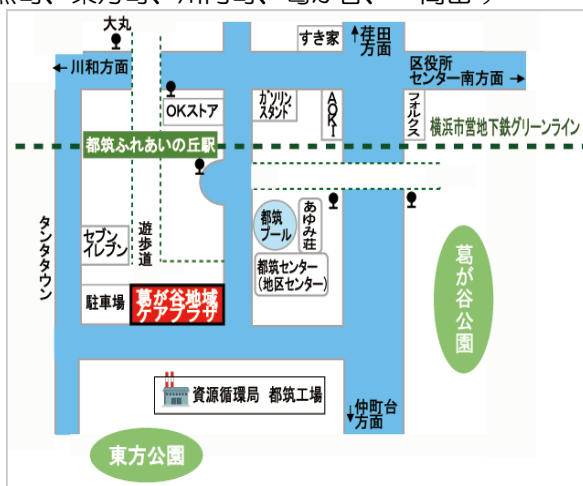 大丸
すき家
↑荏田
方面
←川和方面
区役所
センター南方面→
OKストア
ガソリン
スタンド
AOKI
フォルクス
横浜市営地下鉄グリーンライン
都筑ふれあいの丘駅
タンタタウン
セブン
イレブン
遊歩道
都筑
プール
あゆみ荘
都筑センター
(地区センター)
葛が谷公園
駐車場
葛が谷地域
ケアプラザ
資源循環局 都筑工場
↓仲町台
方面
東方公園